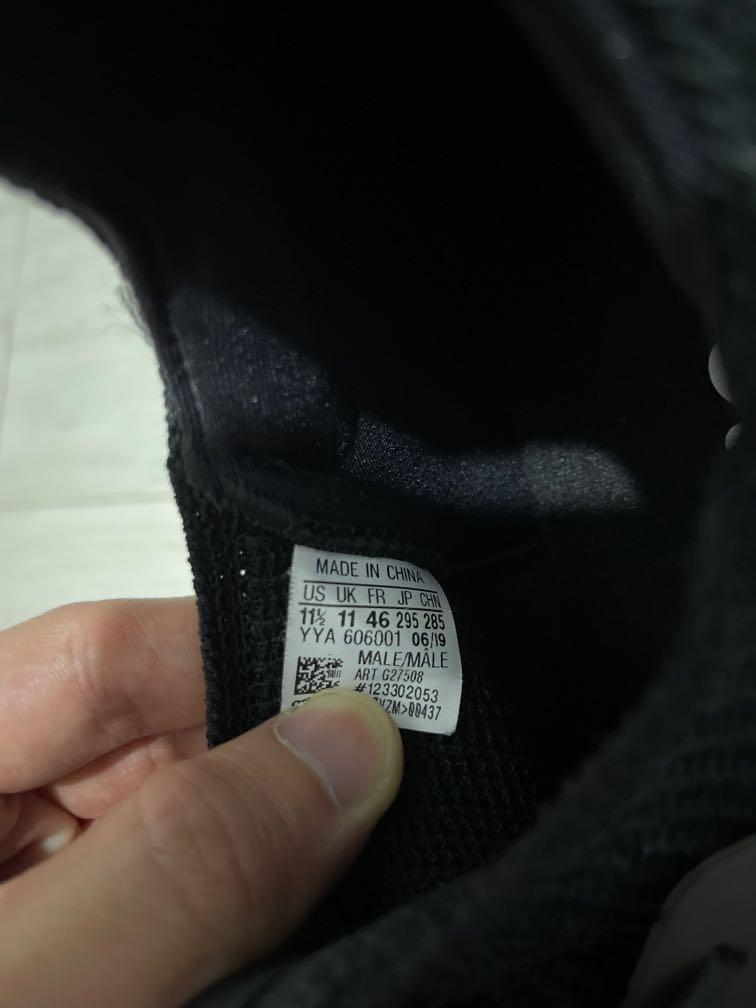 MADE IN CHINA
US UK FR JP CHN
11½ 11 46 295 285
YYA 606001 06/19
MALE/MÂLE
ART G27508
#123302053